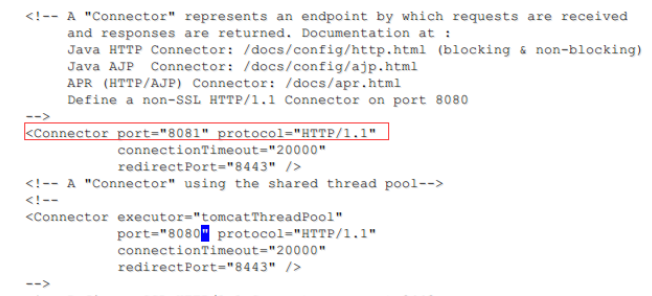 <!-- A "Connector" represents an endpoint by which requests are received
and responses are returned. Documentation at :
Java HTTP Connector: /docs/config/http.html (blocking & non-blocking)
Java AJP  Connector: /docs/config/ajp.html
APR (HTTP/AJP) Connector: /docs/apr.html
Define a non-SSL HTTP/1.1 Connector on port 8080
-->
<Connector port="8081" protocol="HTTP/1.1"
connectionTimeout="20000"
redirectPort="8443" />
<!-- A "Connector" using the shared thread pool-->
<!--
<Connector executor="tomcatThreadPool"
port="8080" protocol="HTTP/1.1"
connectionTimeout="20000"
redirectPort="8443" />
-->